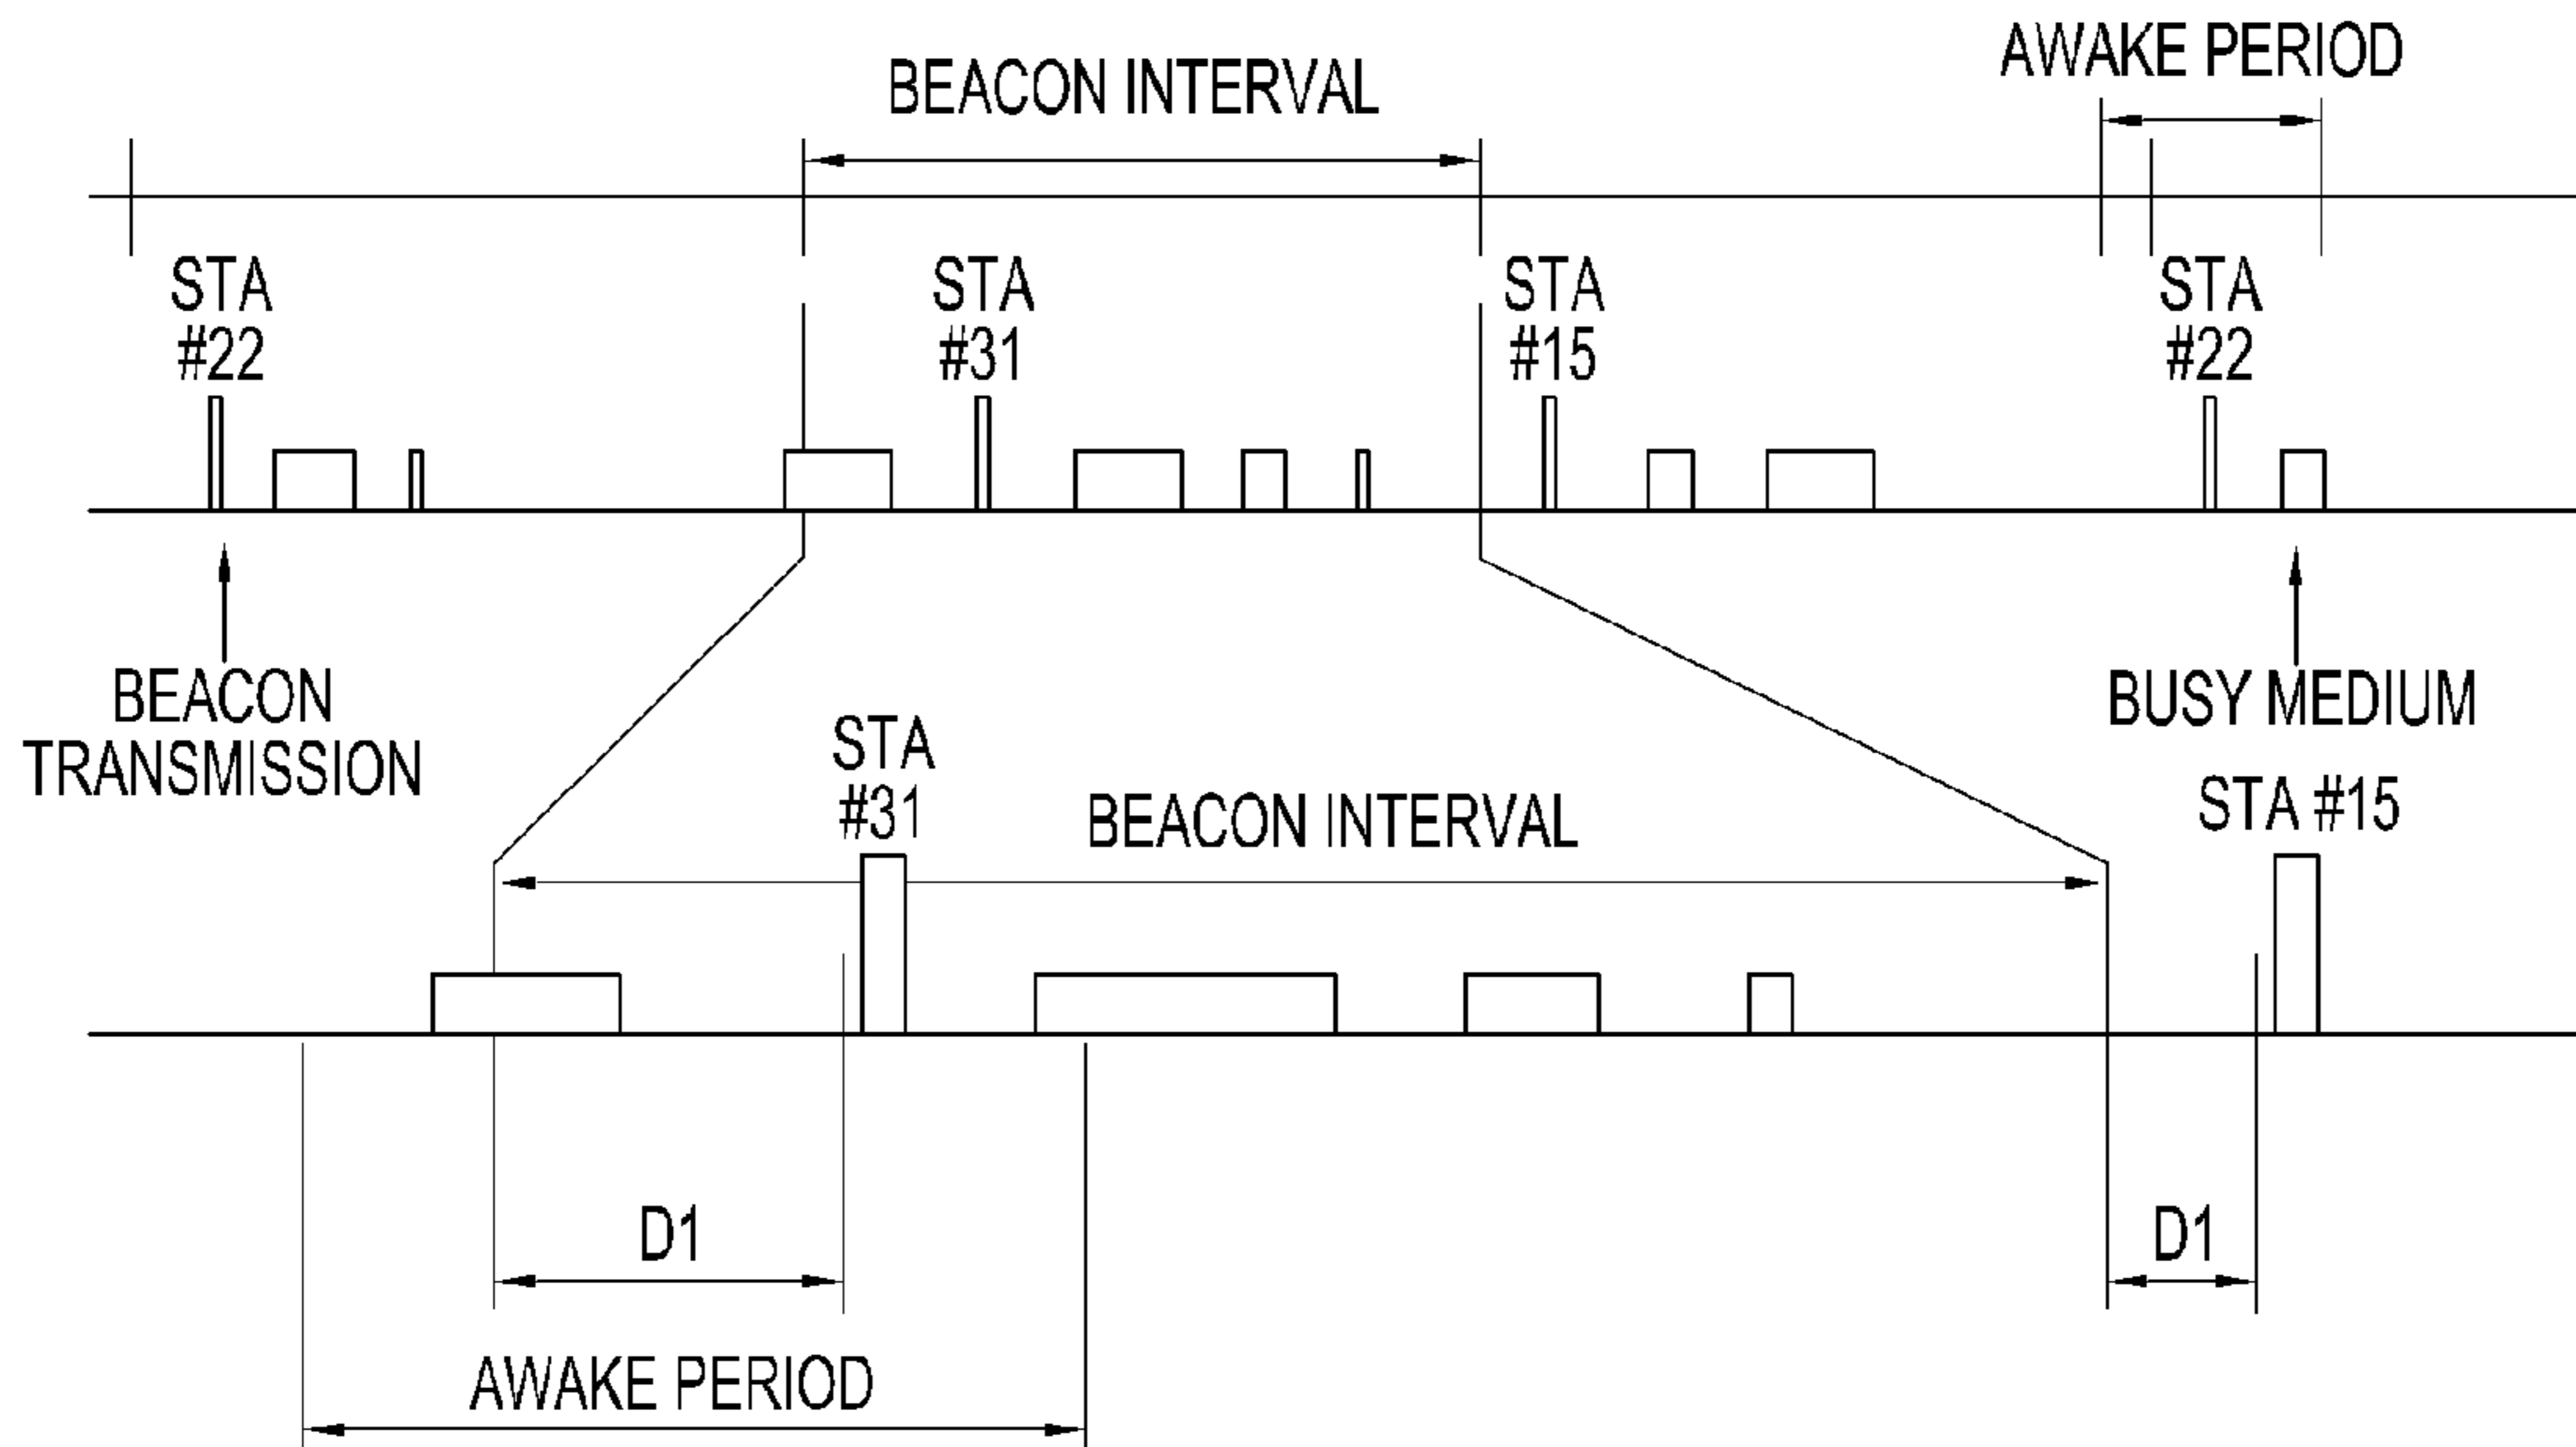 AWAKE PERIOD
BEACON INTERVAL
STA
#22
STA
#31
STA
#15
STA
#22
BEACON
TRANSMISSION
BUSY MEDIUM
STA
#31
BEACON INTERVAL
STA #15
D1
D1
AWAKE PERIOD